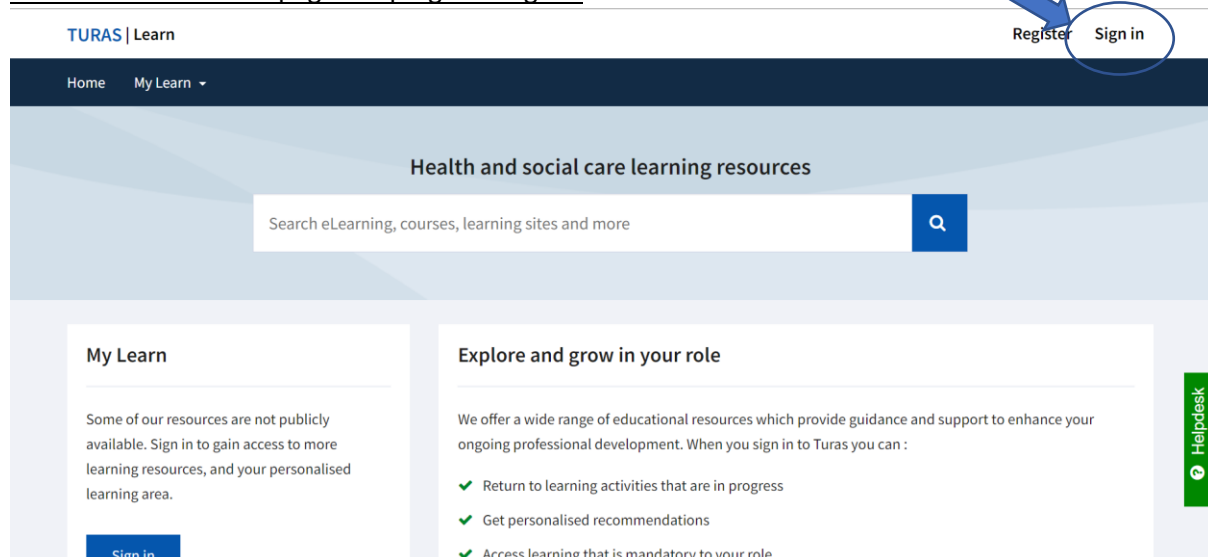 TURAS | Learn
Register Sign in
Home My Learn
Health and social care learning resources
Search eLearning, courses, learning sites and more
My Learn
Some of our resources are not publicly
available. Sign in to gain access to more
learning resources, and your personalised
learning area.
Sign in
Explore and grow in your role
We offer a wide range of educational resources which provide guidance and support to enhance your
ongoing professional development. When you sign in to Turas you can :
Return to learning activities that are in progress
Get personalised recommendations
Access learning that is mandatory to your role
Helpdesk